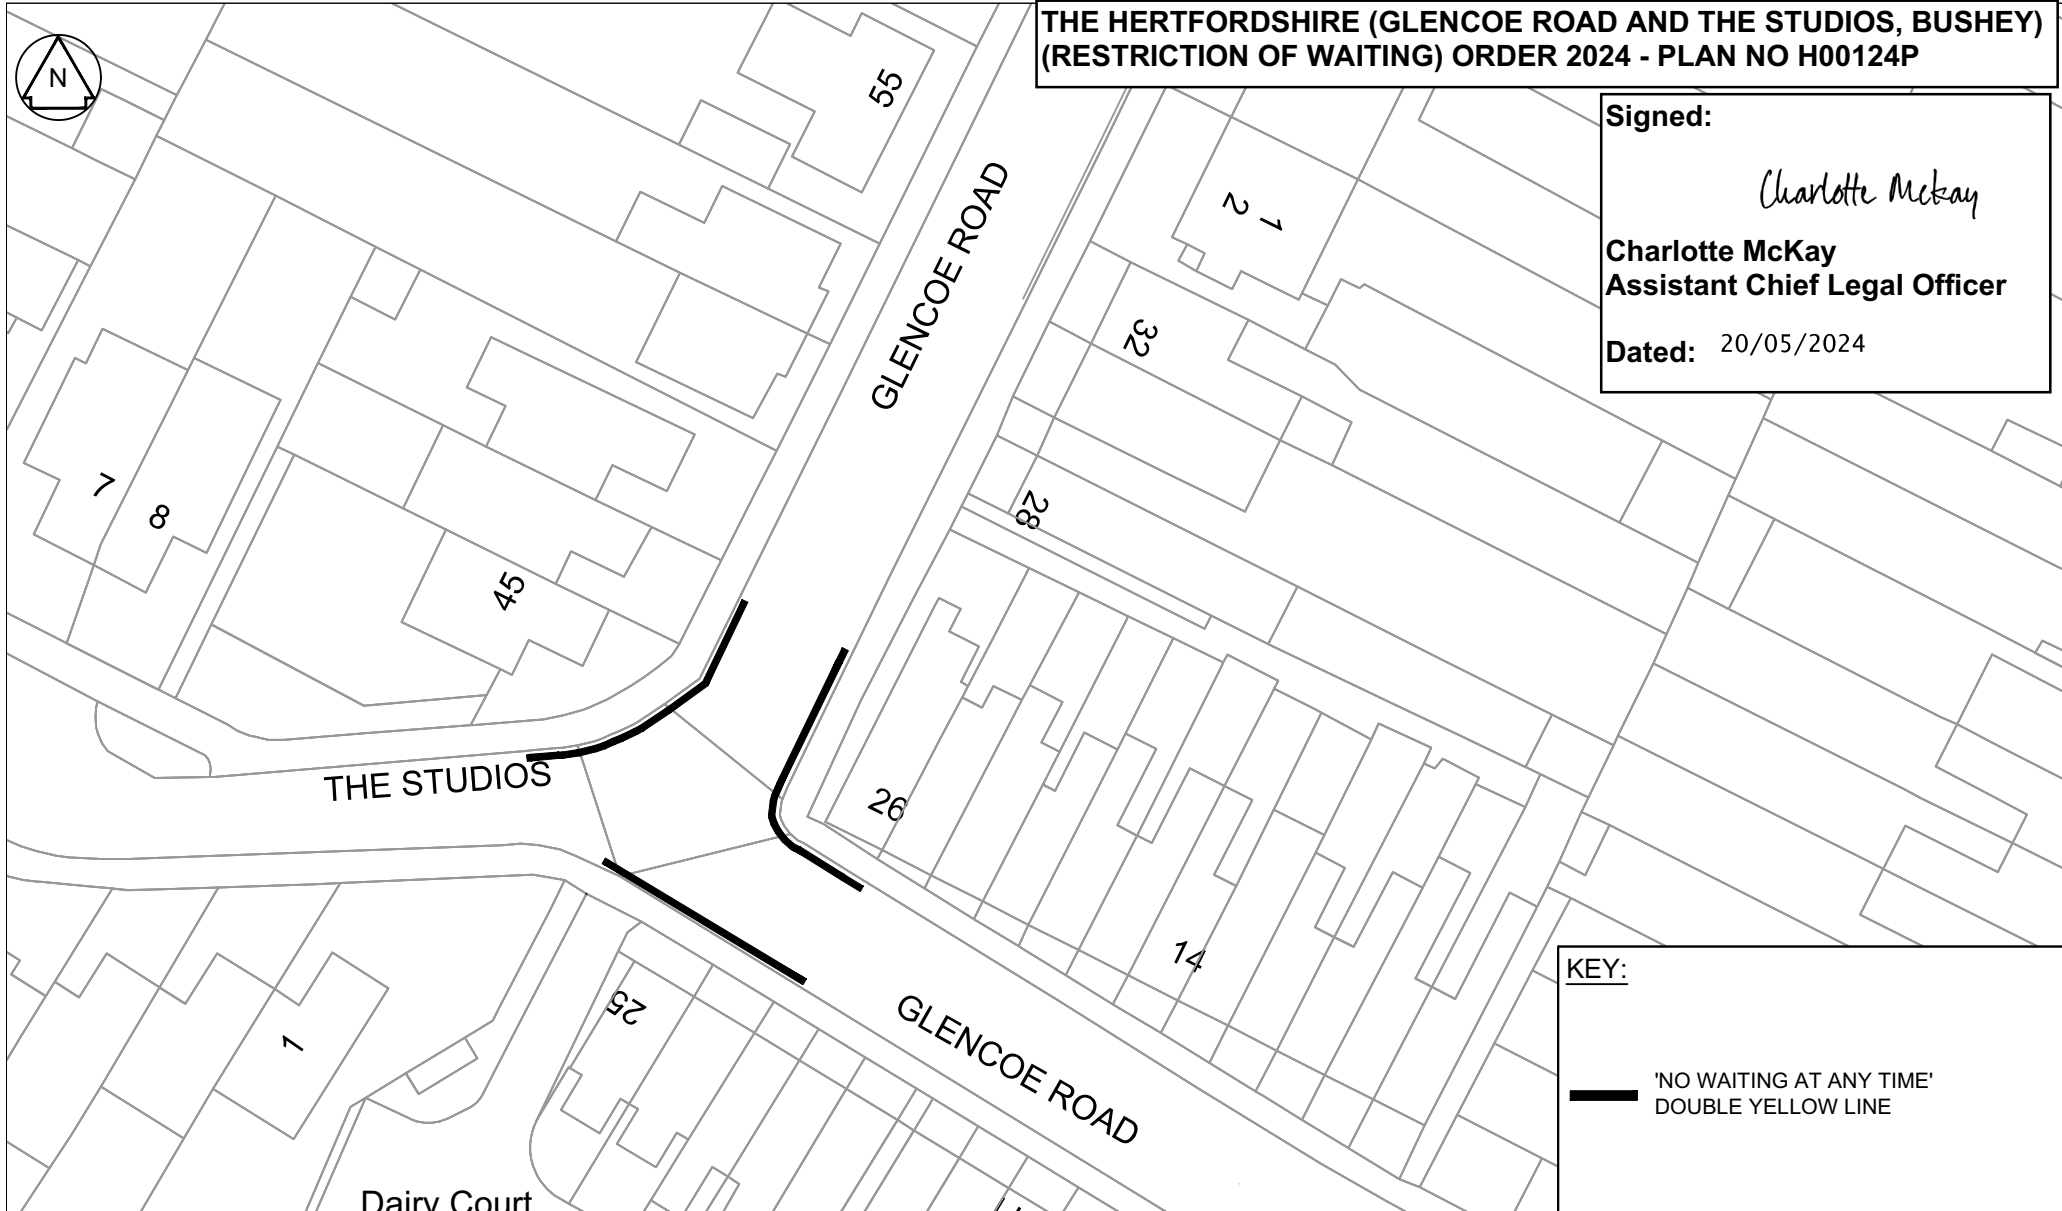 THE HERTFORDSHIRE (GLENCOE ROAD AND THE STUDIOS, BUSHEY)
(RESTRICTION OF WAITING) ORDER 2024 - PLAN NO H00124P
N
Signed:
Charlotte McKay
Charlotte McKay
Assistant Chief Legal Officer
Dated: 20/05/2024
55
GLENCOE ROAD
1
2
32
28
7
8
45
THE STUDIOS
26
14
25
1
GLENCOE ROAD
Dairy Court
KEY:
'NO WAITING AT ANY TIME'
DOUBLE YELLOW LINE